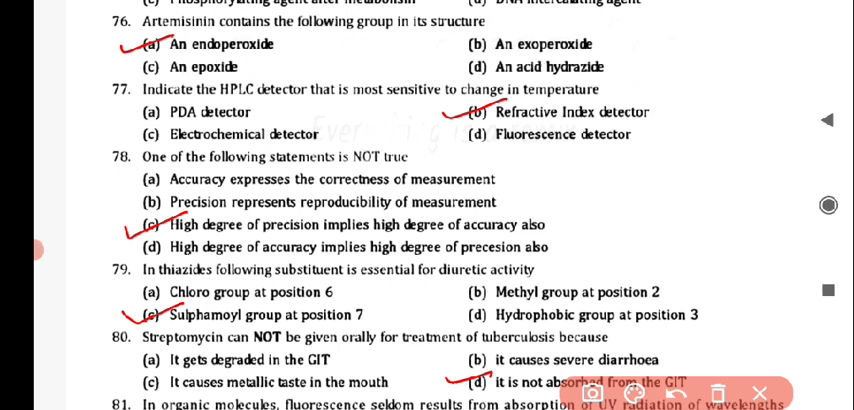 (c) Phosphorylating agent after metabolism (d) DNA intercalating agent
76. Artemisinin contains the following group in its structure
(a) An endoperoxide (b) An exoperoxide
(c) An epoxide (d) An acid hydrazide
77. Indicate the HPLC detector that is most sensitive to change in temperature
(a) PDA detector (b) Refractive Index detector
(c) Electrochemical detector (d) Fluorescence detector
78. One of the following statements is NOT true
(a) Accuracy expresses the correctness of measurement
(b) Precision represents reproducibility of measurement
(c) High degree of precision implies high degree of accuracy also
(d) High degree of accuracy implies high degree of precesion also
79. In thiazides following substituent is essential for diuretic activity
(a) Chloro group at position 6 (b) Methyl group at position 2
(c) Sulphamoyl group at position 7 (d) Hydrophobic group at position 3
80. Streptomycin can NOT be given orally for treatment of tuberculosis because
(a) It gets degraded in the GIT (b) it causes severe diarrhoea
(c) It causes metallic taste in the mouth (d) it is not absorbed from the GIT
81. In organic molecules, fluorescence seldom results from absorption of UV radiation of wavelengths